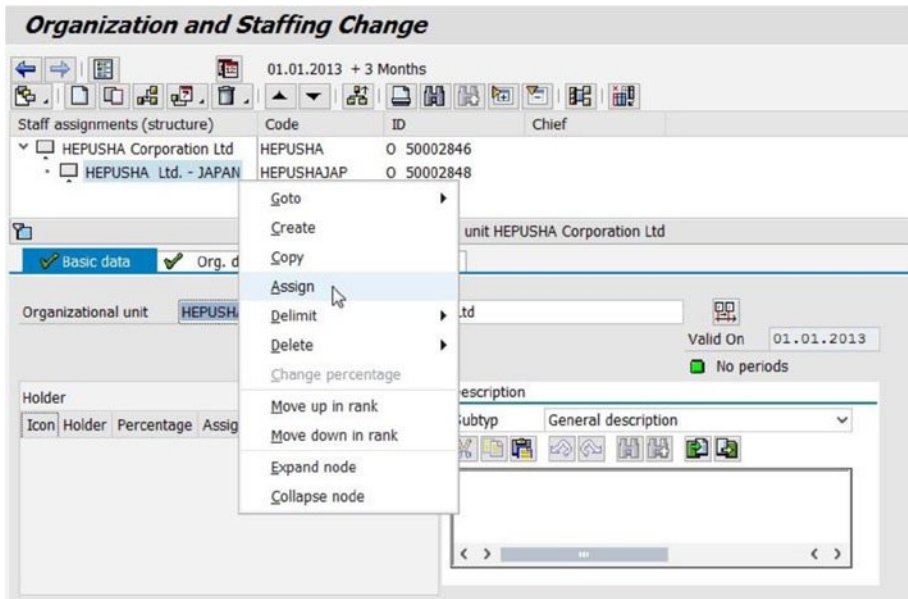 Organization and Staffing Change
01.01.2013 + 3 Months
Staff assignments (structure) Code ID Chief
HEPUSHA Corporation Ltd HEPUSHA O 50002846
HEPUSHA Ltd. - JAPAN HEPUSHAJAP O 50002848
Goto
Create
unit HEPUSHA Corporation Ltd
Basic data Org. d
Copy
Assign
Organizational unit HEPUSH
Delimit
.td
Valid On 01.01.2013
Delete
No periods
Change percentage
Holder
escription
Icon Holder Percentage Assig
Move up in rank
ubtyp General description
Move down in rank
Expand node
Collapse node